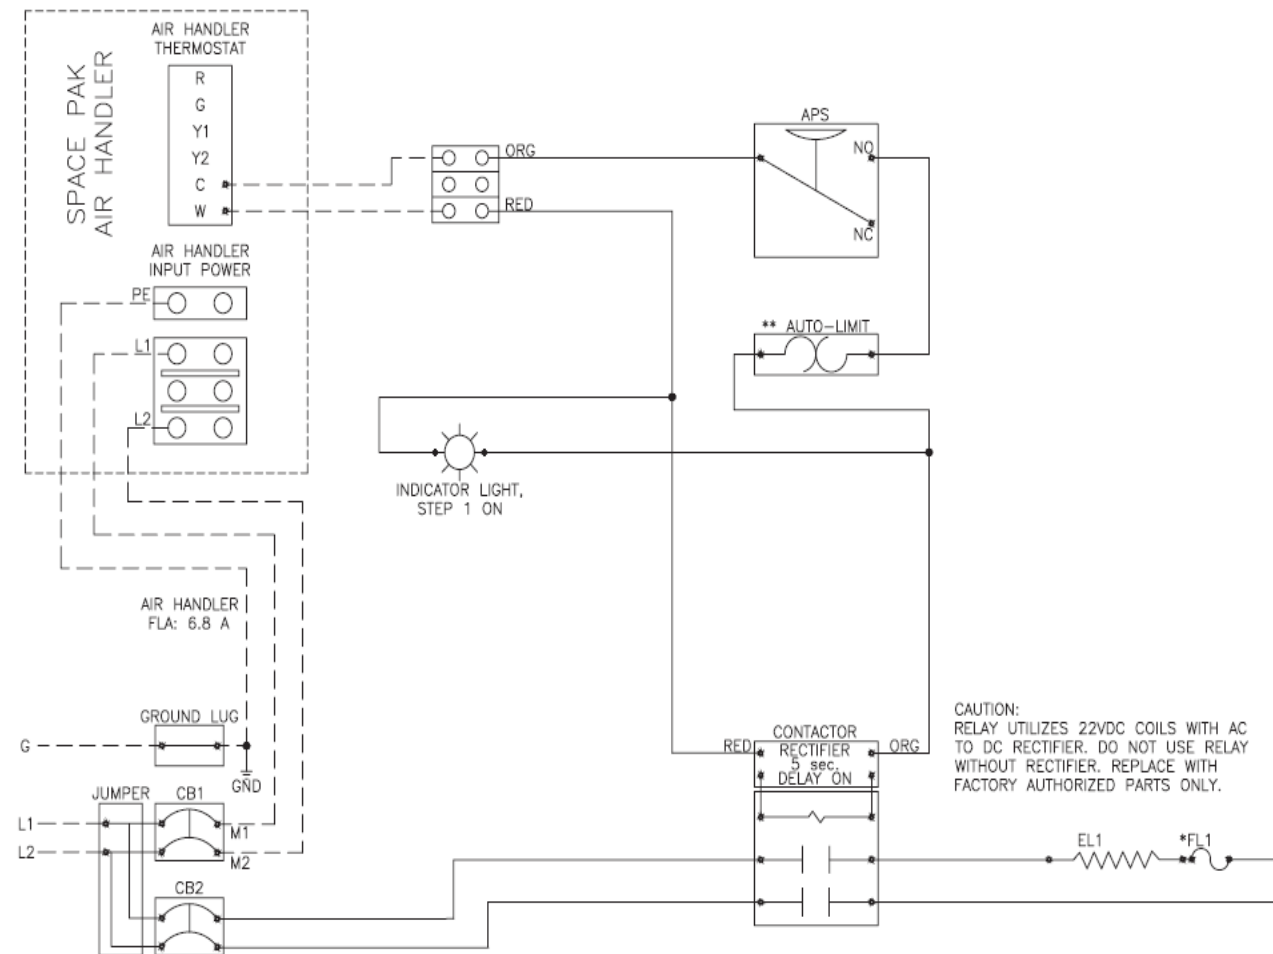 AIR HANDLER
THERMOSTAT
SPACE PAK
AIR HANDLER
R
G
Y1
Y2
C
W
ORG
RED
APS
NO
NC
AIR HANDLER
INPUT POWER
PE
L1
L2
** AUTO-LIMIT
INDICATOR LIGHT,
STEP 1 ON
AIR HANDLER
FLA: 6.8 A
GROUND LUG
G
GND
JUMPER
CB1
L1
L2
M1
M2
CB2
CONTACTOR
RED
RECTIFIER
ORG
5 sec.
DELAY ON
CAUTION:
RELAY UTILIZES 22VDC COILS WITH AC
TO DC RECTIFIER. DO NOT USE RELAY
WITHOUT RECTIFIER. REPLACE WITH
FACTORY AUTHORIZED PARTS ONLY.
EL1
*FL1